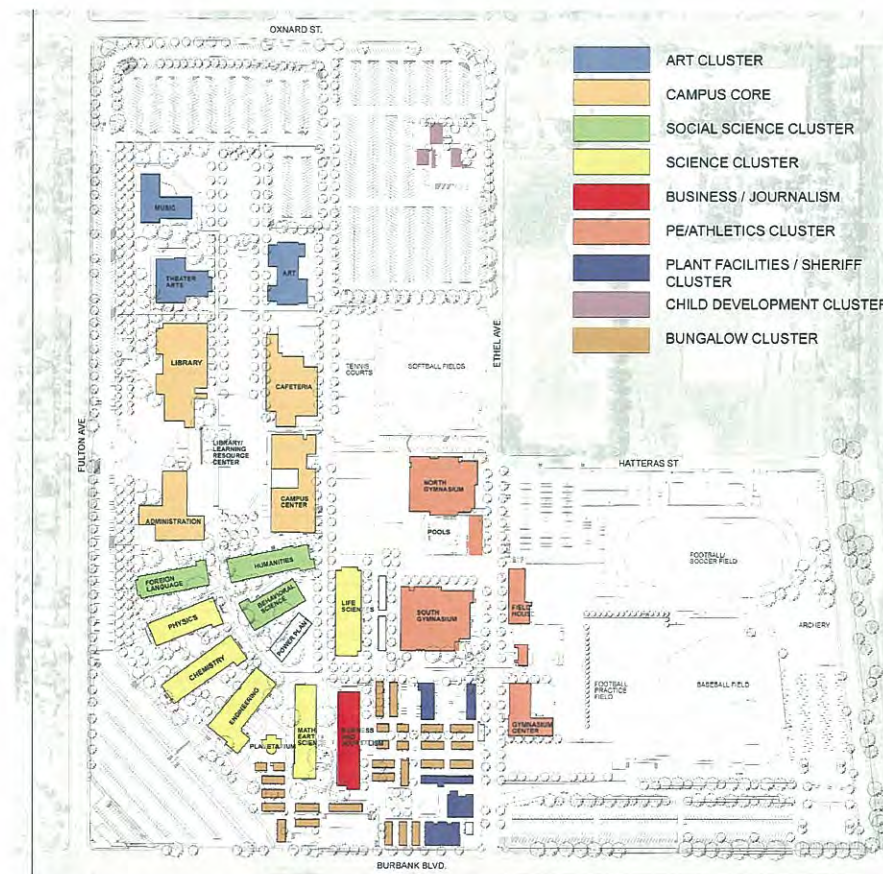 OXNARD ST.
ART CLUSTER
CAMPUS CORE
SOCIAL SCIENCE CLUSTER
SCIENCE CLUSTER
BUSINESS / JOURNALISM
PE/ATHLETICS CLUSTER
PLANT FACILITIES / SHERIFF
CLUSTER
CHILD DEVELOPMENT CLUSTER
BUNGALOW CLUSTER
MUSIC
THEATER
ARTS
ART
ETHEL AVE.
LIBRARY
CAFETERIA
TENNIS
COURTS
SOFTBALL FIELDS
FULTON AVE.
LIBRARY/
LEARNING
RESOURCE
CENTER
HATTERAS ST
CAMPUS
CENTER
NORTH
GYMNASIUM
ADMINISTRATION
POOLS
FOOTBALL/
SOCCER FIELD
HUMANITIES
FOREIGN
LANGUAGE
BEHAVIORAL
SCIENCE
LIFE
SCIENCES
SOUTH
GYMNASIUM
FIELD
HOUSE
ARCHERY
PHYSICS
POWER PLAN
CHEMISTRY
FOOTBALL
PRACTICE
FIELD
BASEBALL FIELD
ENGINEERING
GYMNASIUM
CENTER
MATH
PLANETARIUM
BURBANK BLVD.